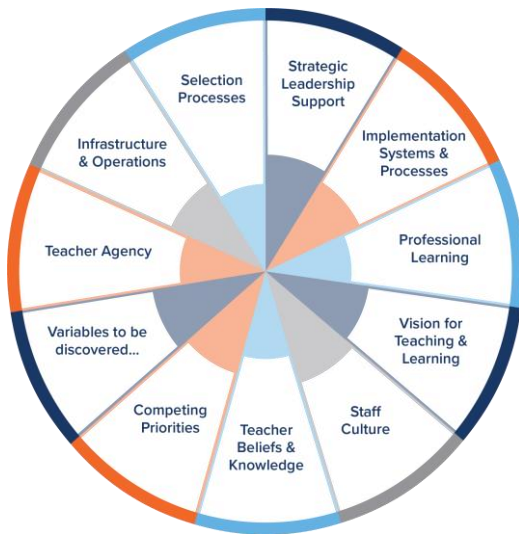 Strategic
Leadership
Support
Implementation
Systems &
Processes
Professional
Learning
Vision for
Teaching &
Learning
Staff
Culture
Teacher
Beliefs &
Knowledge
Competing
Priorities
Variables to be
discovered...
Teacher Agency
Infrastructure
& Operations
Selection
Processes